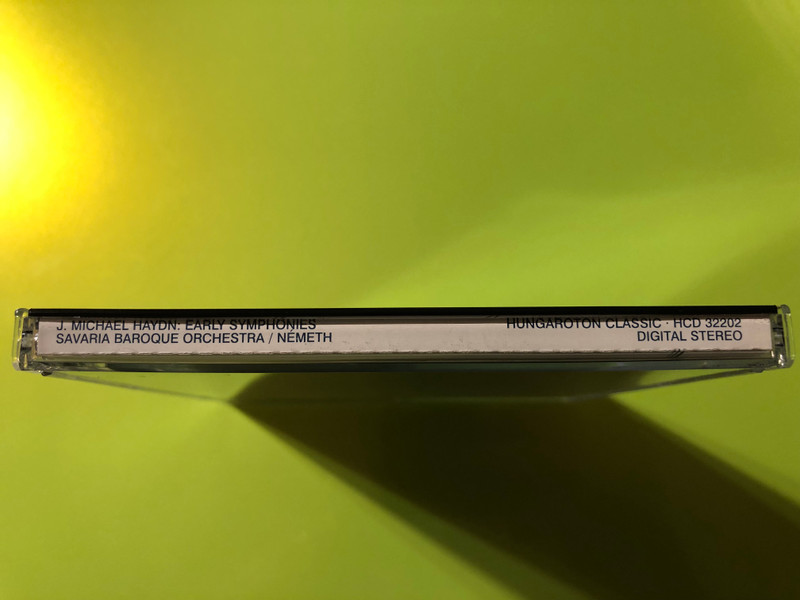 J. MICHAEL HAYDN: EARLY SYMPHONIES
SAVARIA BAROQUE ORCHESTRA / NÉMETH
HUNGAROTON CLASSIC · HCD 32202
DIGITAL STEREO